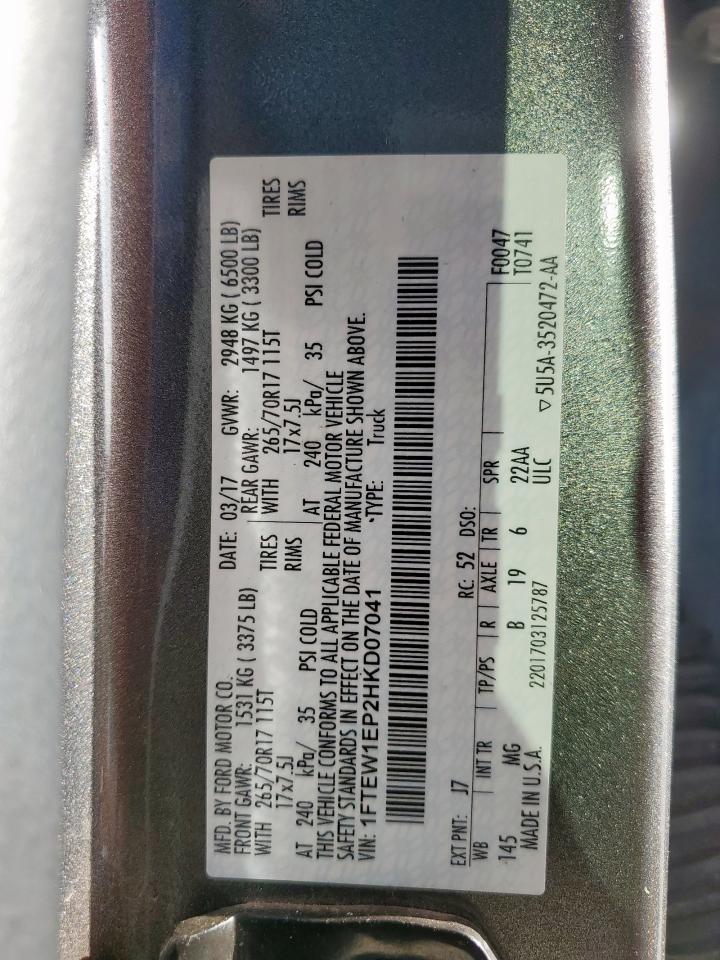 MFD. BY FORD MOTOR CO. DATE: 03/17 GVWR: 2948 KG ( 6500 LB)
FRONT GAWR: 1531 KG ( 3375 LB) REAR GAWR: 1497 KG ( 3300 LB)
WITH 265/70R17 115T TIRES WITH 265/70R17 115T TIRES
17x7.5J RIMS 17x7.5J RIMS
AT 240 kPa/ 35 PSI COLD AT 240 kPa/ 35 PSI COLD
THIS VEHICLE CONFORMS TO ALL APPLICABLE FEDERAL MOTOR VEHICLE
SAFETY STANDARDS IN EFFECT ON THE DATE OF MANUFACTURE SHOWN ABOVE.
VIN: 1FTEW1EP2HKD07041 TYPE: Truck
EXT PNT: J7 RC: 52 DSO:
WB INT TR TP/PS R AXLE TR SPR F0047
145 MG B 19 6 22AA T0741
MADE IN U.S.A. 2201703125787 ULC 5U5A-3520472-AA